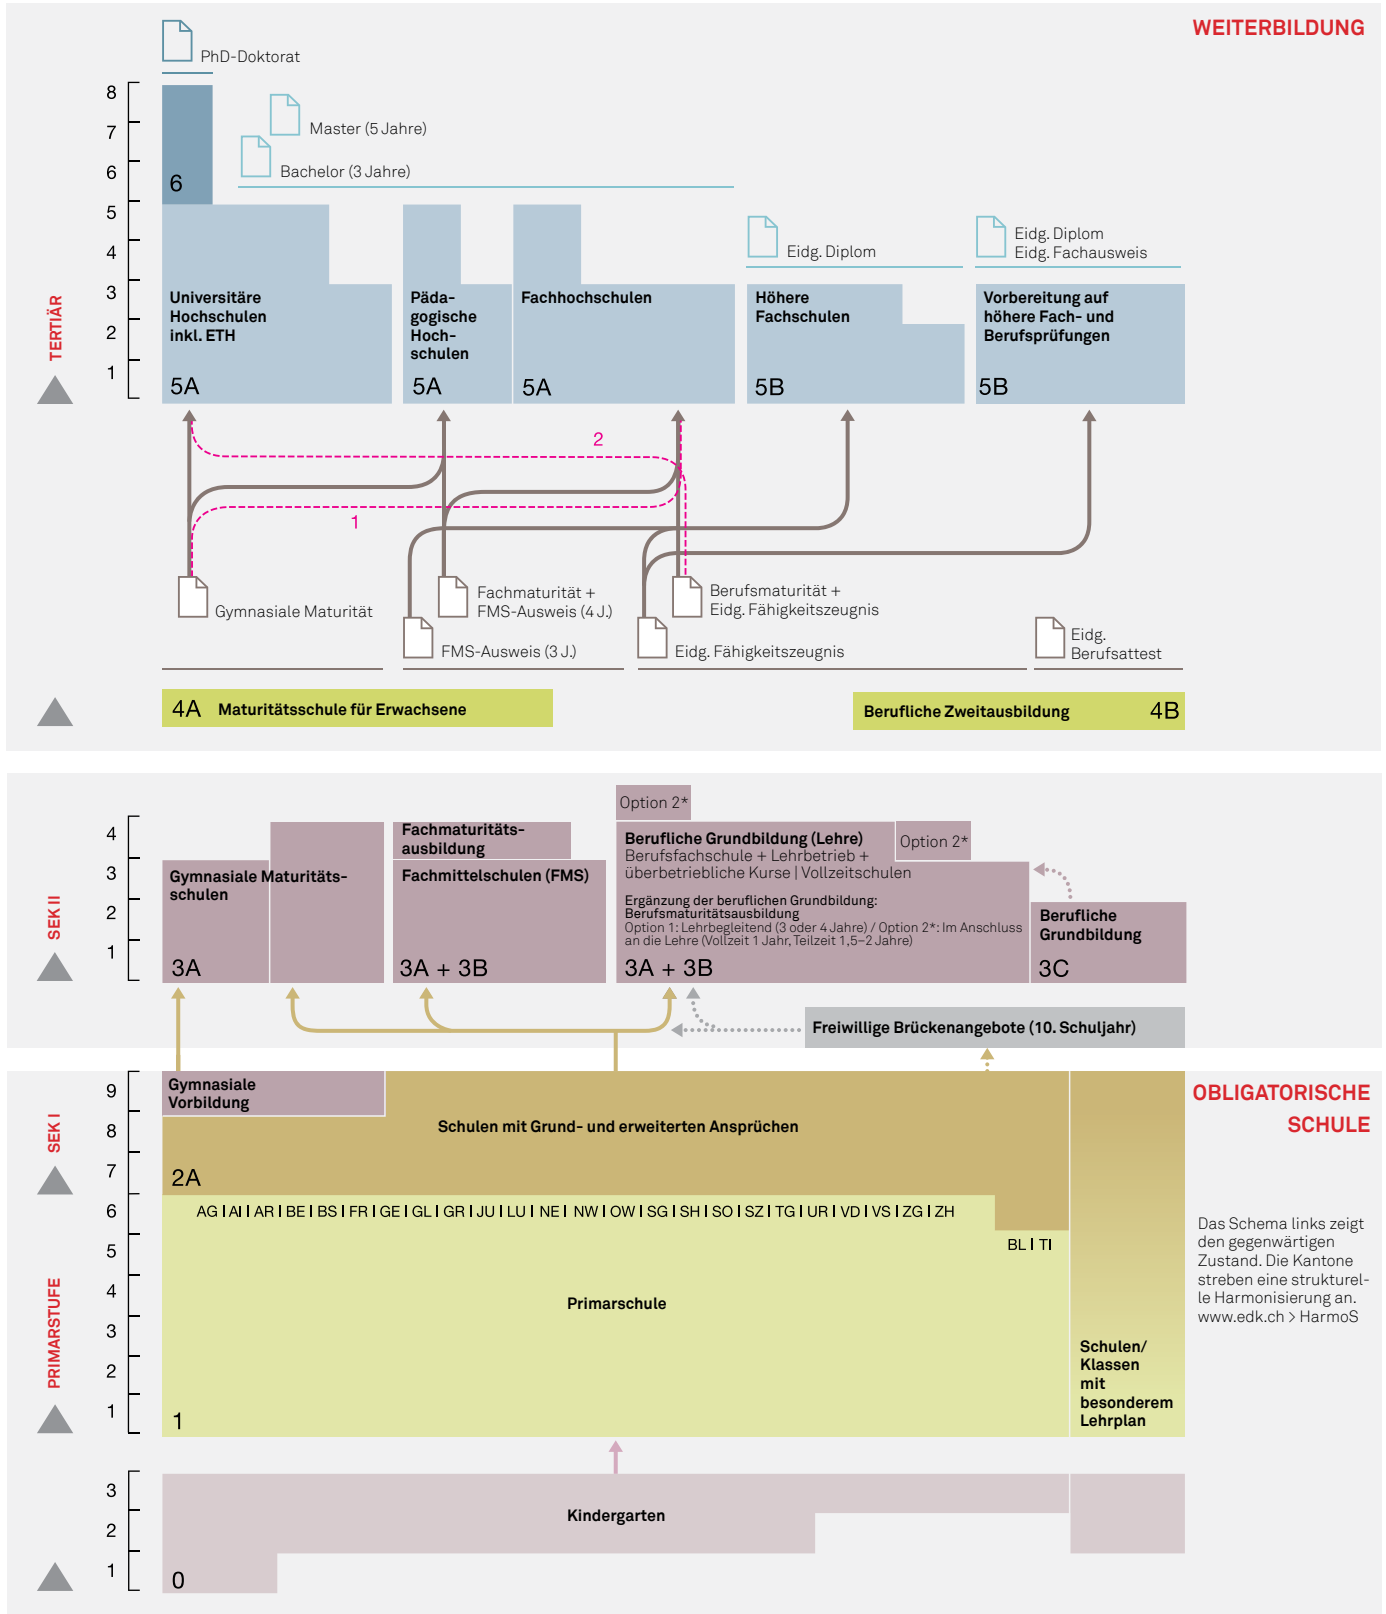 WEITERBILDUNG
PhD-Doktorat
8
7
6
5
4
3
2
1
TERTIÄR
Master (5 Jahre)
Bachelor (3 Jahre)
6
Eidg. Diplom
Eidg. Diplom
Eidg. Fachausweis
Universitäre
Hochschulen
inkl. ETH
5A
Päda-
gogische
Hoch-
schulen
5A
Fachhochschulen
5A
Höhere
Fachschulen
5B
Vorbereitung auf
höhere Fach- und
Berufsprüfungen
5B
2
1
Gymnasiale Maturität
Fachmaturität +
FMS-Ausweis (4 J.)
FMS-Ausweis (3 J.)
Berufsmaturität +
Eidg. Fähigkeitszeugnis
Eidg. Fähigkeitszeugnis
Eidg.
Berufsattest
4A Maturitätsschule für Erwachsene
Berufliche Zweitausbildung 4B
SEK II
4
3
2
1
Gymnasiale Maturitäts-
schulen
3A
Fachmaturitäts-
ausbildung
Fachmittelschulen (FMS)
3A + 3B
Option 2*
Berufliche Grundbildung (Lehre)
Berufsfachschule + Lehrbetrieb +
überbetriebliche Kurse | Vollzeitschulen
Option 2*
Ergänzung der beruflichen Grundbildung:
Berufsmaturitätsausbildung
Option 1: Lehrbegleitend (3 oder 4 Jahre) / Option 2*: Im Anschluss
an die Lehre (Vollzeit 1 Jahr, Teilzeit 1,5–2 Jahre)
3A + 3B
Berufliche
Grundbildung
3C
Freiwillige Brückenangebote (10. Schuljahr)
OBLIGATORISCHE
SCHULE
SEK I
9
8
7
Gymnasiale
Vorbildung
Schulen mit Grund- und erweiterten Ansprüchen
2A
PRIMARSTUFE
6
5
4
3
2
1
AG I AI I AR I BE I BS I FR I GE I GL I GR I JU I LU I NE I NW I OW I SG I SH I SO I SZ I TG I UR I VD I VS I ZG I ZH
BL I TI
Primarschule
1
Schulen/
Klassen
mit
besonderem
Lehrplan
Das Schema links zeigt
den gegenwärtigen
Zustand. Die Kantone
streben eine strukturel-
le Harmonisierung an.
www.edk.ch > HarmoS
3
2
1
Kindergarten
0